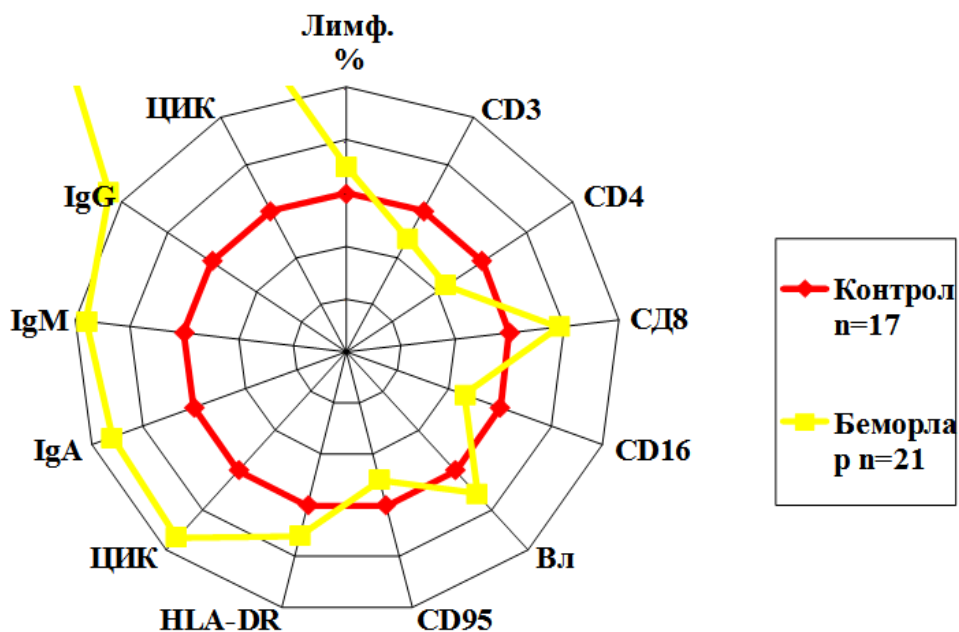 Лимф.
%
CD3
CD4
СД8
CD16
Вл
CD95
HLA-DR
ЦИК
IgA
IgM
IgG
ЦИК
Контрол
n=17
Беморла
р n=21